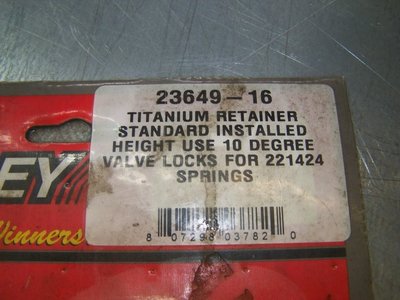 23649-16
TITANIUM RETAINER
STANDARD INSTALLED
HEIGHT USE 10 DEGREE
VALVE LOCKS FOR 221424
SPRINGS
8 07298 03782 0
EY
Winners